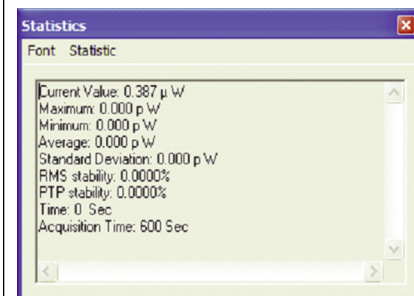 Statistics
Font Statistic
Current Value: 0.387 µ W
Maximum: 0.000 p W
Minimum: 0.000 p W
Average: 0.000 p W
Standard Deviation: 0.000 p W
RMS stability: 0.0000%
PTP stability: 0.0000%
Time: 0 Sec
Acquisition Time: 600 Sec